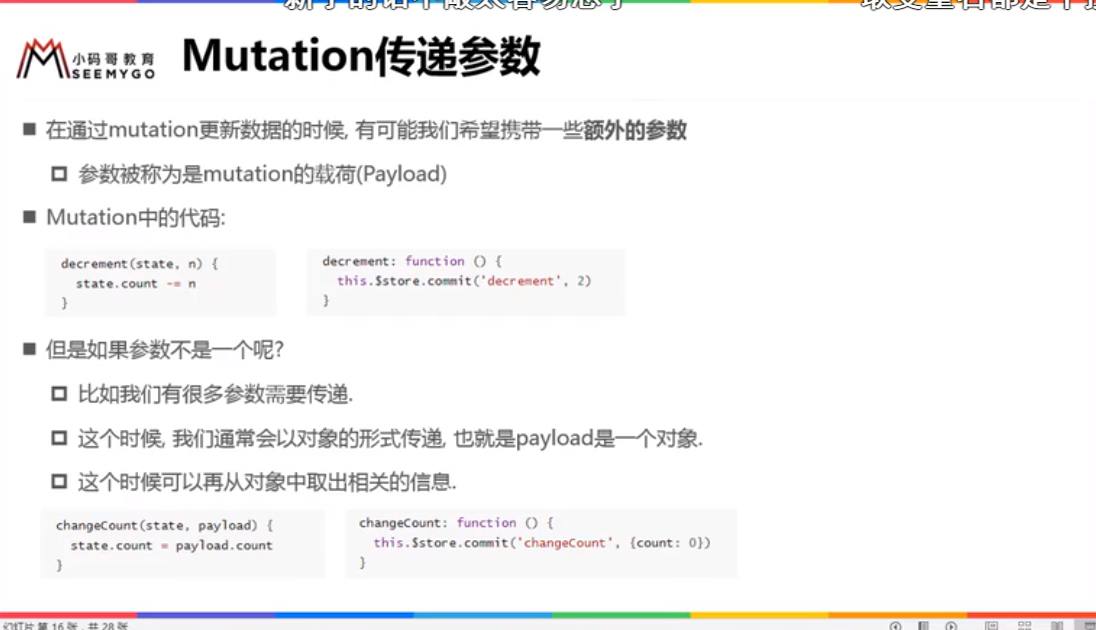 小码哥教育
SEEMYGO
Mutation传递参数
在通过mutation更新数据的时候, 有可能我们希望携带一些额外的参数
参数被称为是mutation的载荷(Payload)
Mutation中的代码:
decrement(state, n) {
state.count -= n
}
decrement: function () {
this.$store.commit('decrement', 2)
}
但是如果参数不是一个呢?
比如我们有很多参数需要传递.
这个时候, 我们通常会以对象的形式传递, 也就是payload是一个对象.
这个时候可以再从对象中取出相关的信息.
changeCount(state, payload) {
state.count = payload.count
}
changeCount: function () {
this.$store.commit('changeCount', {count: 0})
}
幻灯片 第 16 张，共 28 张